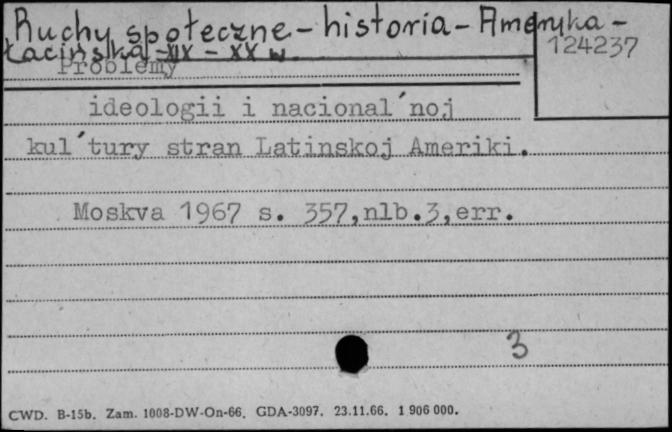 Ruchy społeczne - historia - Ameryka -
Łacińska - XIX - XX w.
124237
Problemy
ideologii i nacional´noj
kul´tury stran Latinskoj Ameriki.
Moskva 1967 s. 357,nlb.3,err.
3
CWD. B-15b. Zam. 1008-DW-On-66. GDA-3097. 23.11.66. 1 906 000.